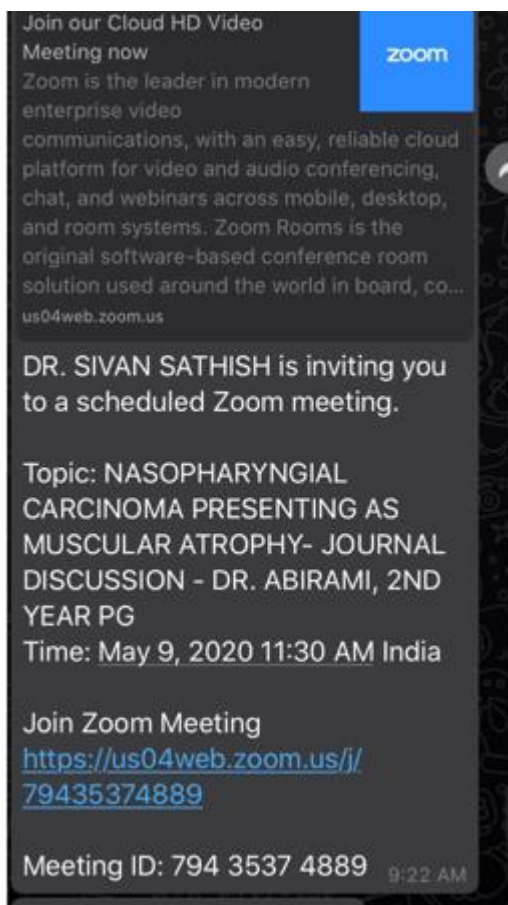 Join our Cloud HD Video
Meeting now
zoom
Zoom is the leader in modern
enterprise video
communications, with an easy, reliable cloud
platform for video and audio conferencing,
chat, and webinars across mobile, desktop,
and room systems. Zoom Rooms is the
original software-based conference room
solution used around the world in board, co...
us04web.zoom.us
DR. SIVAN SATHISH is inviting you
to a scheduled Zoom meeting.
Topic: NASOPHARYNGIAL
CARCINOMA PRESENTING AS
MUSCULAR ATROPHY- JOURNAL
DISCUSSION - DR. ABIRAMI, 2ND
YEAR PG
Time: May 9, 2020 11:30 AM India
Join Zoom Meeting
https://us04web.zoom.us/j/
79435374889
Meeting ID: 794 3537 4889
9:22 AM